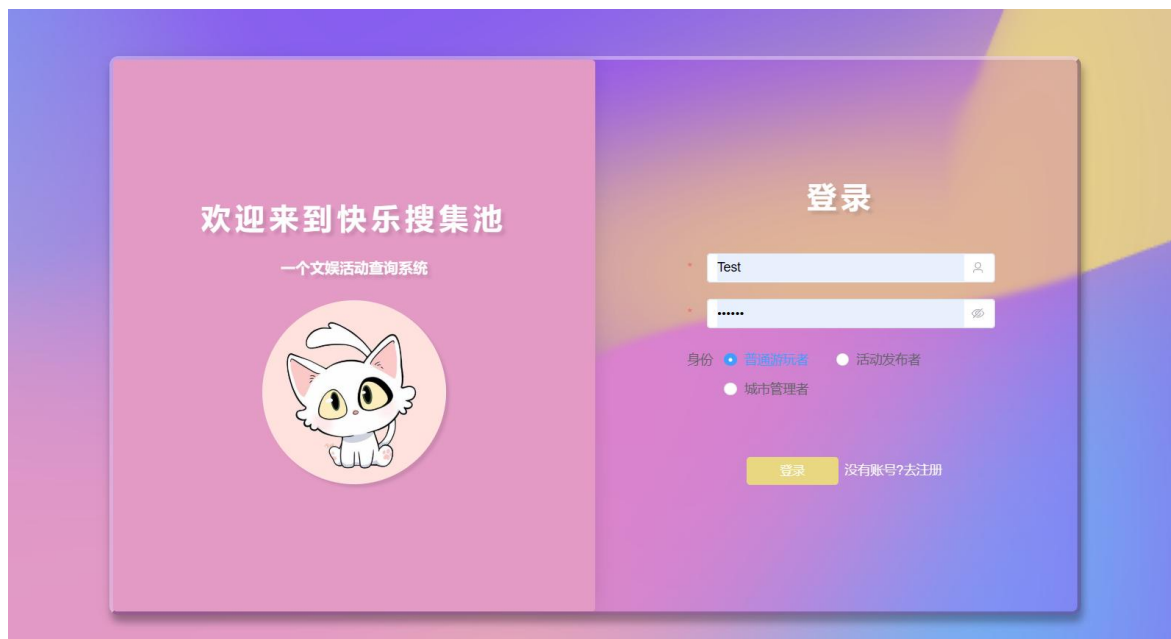 欢迎来到快乐搜集池
一个文娱活动查询系统
登录
* Test
* ••••••
身份 普通游玩者 活动发布者
城市管理者
登录 没有账号?去注册